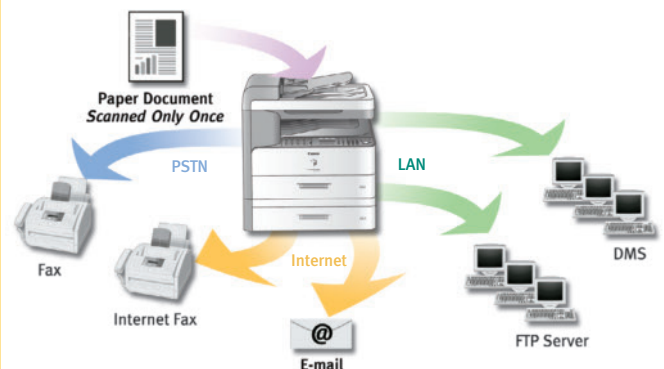 Paper Document
Scanned Only Once
PSTN
LAN
Fax
Internet Fax
Internet
@
E-mail
FTP Server
DMS